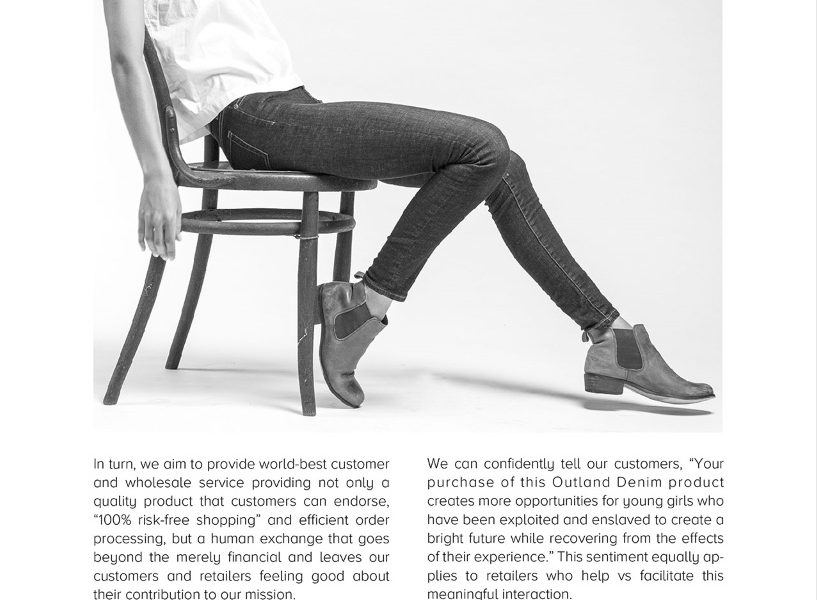 In turn, we aim to provide world-best customer
and wholesale service providing not only a
quality product that customers can endorse,
“100% risk-free shopping” and efficient order
processing, but a human exchange that goes
beyond the merely financial and leaves our
customers and retailers feeling good about
their contribution to our mission.
We can confidently tell our customers, “Your
purchase of this Outland Denim product
creates more opportunities for young girls who
have been exploited and enslaved to create a
bright future while recovering from the effects
of their experience.” This sentiment equally ap-
plies to retailers who help vs facilitate this
meaningful interaction.